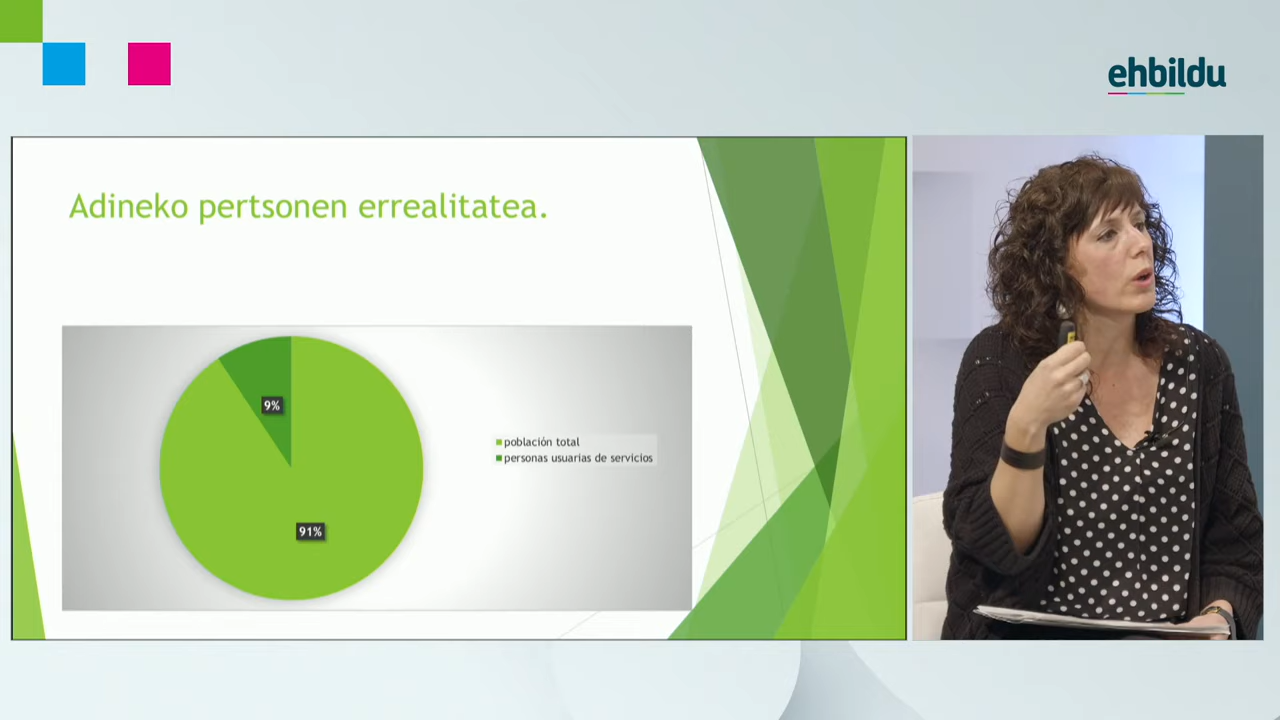 ehbildu
Adineko pertsonen errealitatea.
9%
91%
población total
personas usuarias de servicios